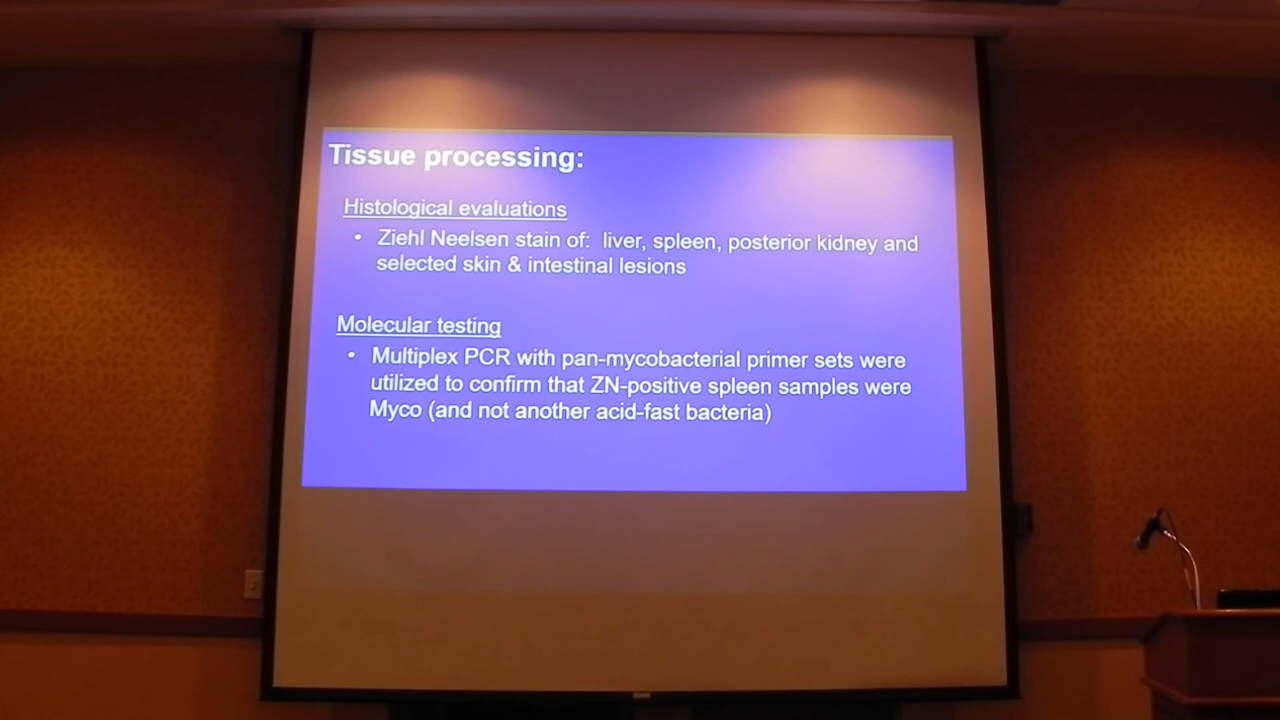 Tissue processing:
Histological evaluations
• Ziehl Neelsen stain of:  liver, spleen, posterior kidney and
selected skin & intestinal lesions
Molecular testing
• Multiplex PCR with pan-mycobacterial primer sets were
utilized to confirm that ZN-positive spleen samples were
Myco (and not another acid-fast bacteria)